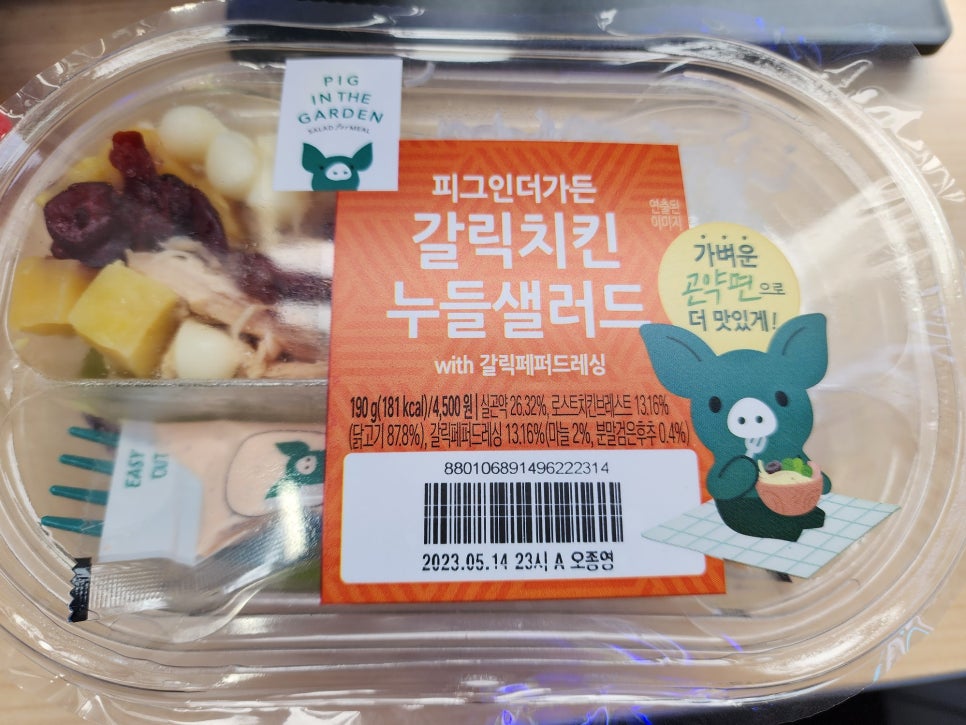 PIG
IN THE
GARDEN
SALAD for MEAL
피그인더가든
연출된
이미지
갈릭치킨
누들샐러드
with 갈릭페퍼드레싱
가벼운
곤약면으로
더 맛있게!
190 g(181 kcal)/4,500 원 | 실곤약 26.32%, 로스트치킨브레스트 13.16%
(닭고기 87.8%), 갈릭페퍼드레싱 13.16%(마늘 2%, 분말검은후추 0.4%)
880106891496222314
2023.05.14 23시 A 오종영
EASY
CUT